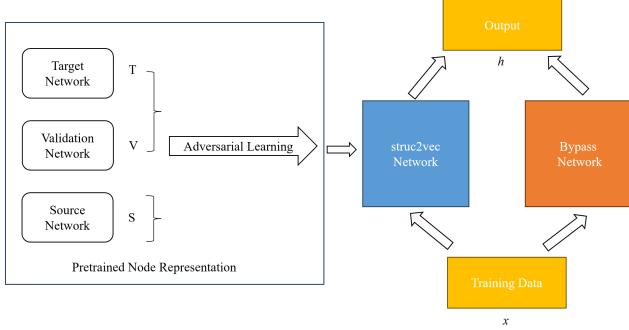 Target
Network
T
Validation
Network
V
Source
Network
S
Adversarial Learning
Pretrained Node Representation
Output
h
struc2vec
Network
Bypass
Network
Training Data
x